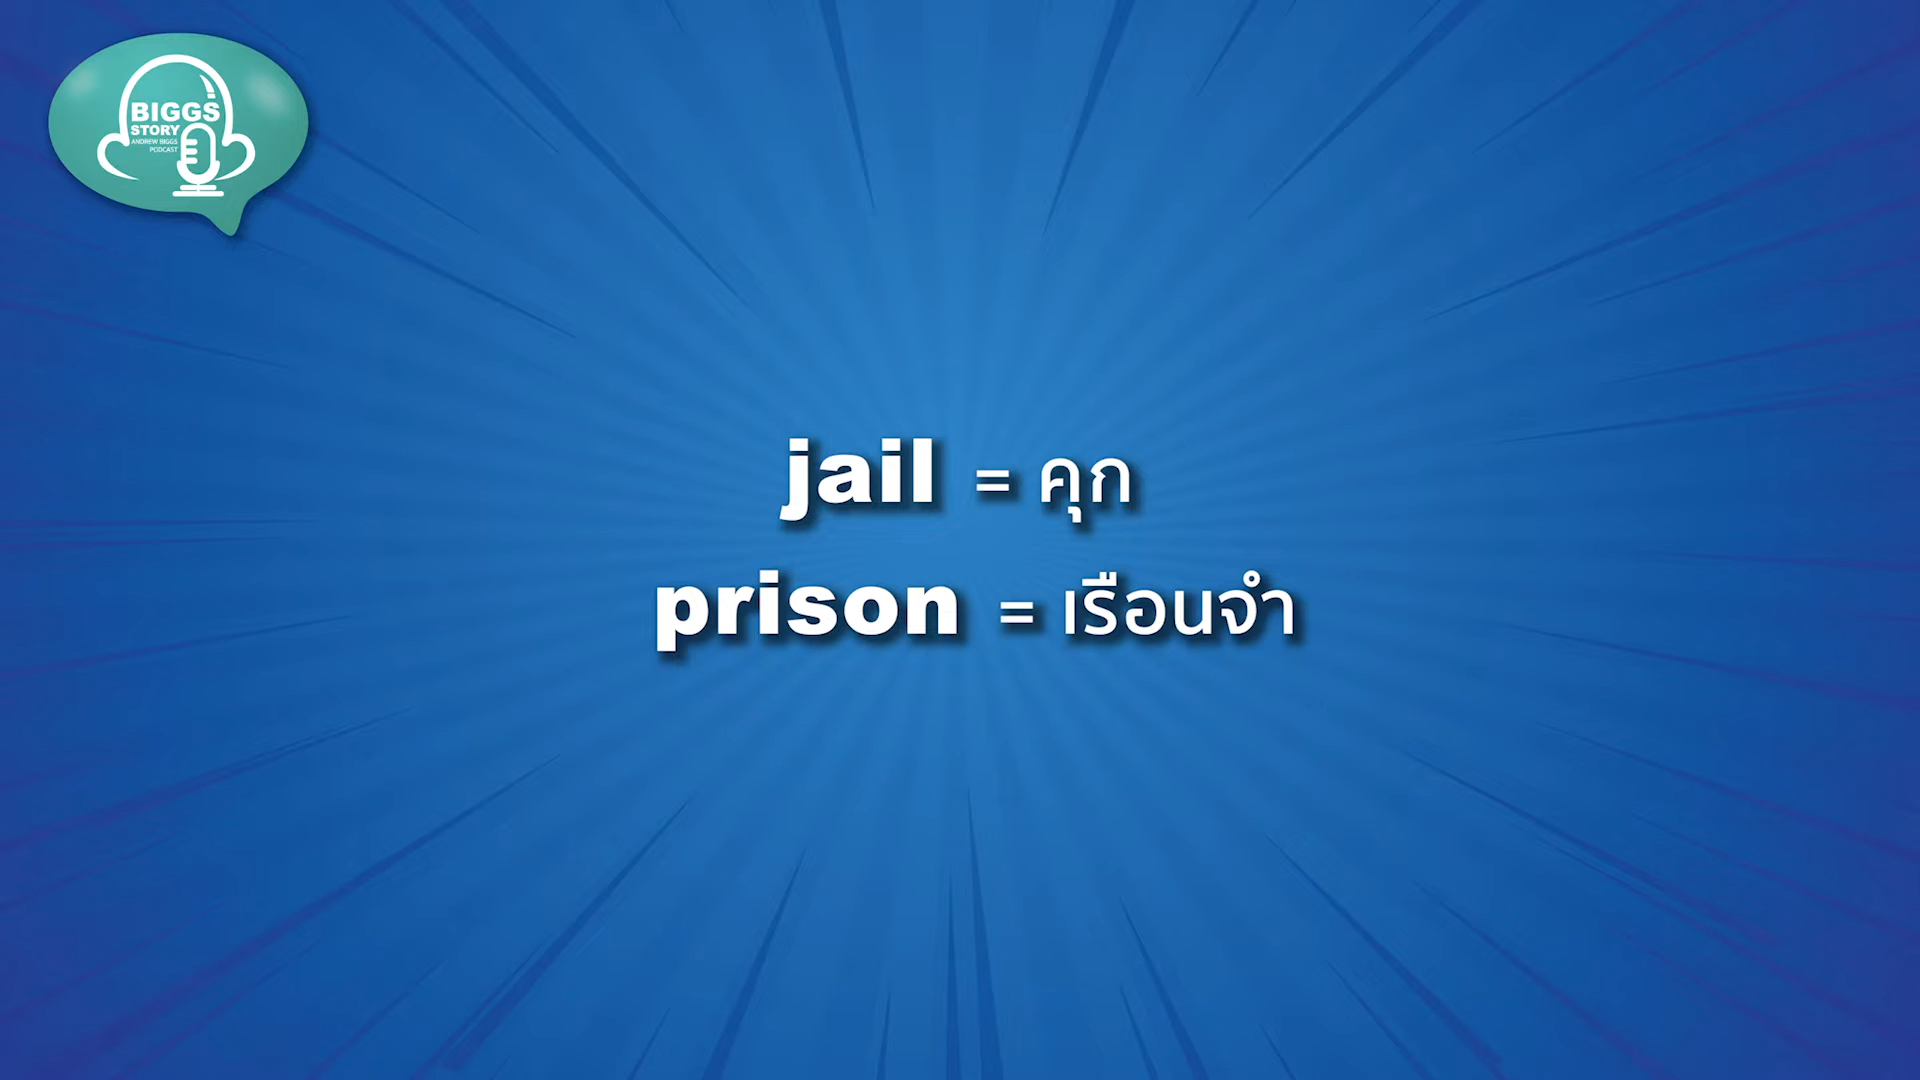 BIGGS
STORY
ANDREW BIGGS
PODCAST
jail = คุก
prison = เรือนจำ